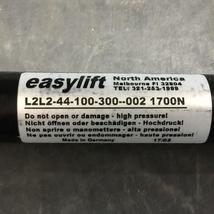 easylift
North America
Melbourne Fl 32904
TEL: 321-253-1999
L2L2-44-100-300--002 1700N
Do not open or damage - high pressure!
Nicht öffnen oder beschädigen - Hochdruck!
Non aprire o manomettere - alta pressione!
Ne pas ouvrir ou endommager - haute pression!
Made in Germany
17/02